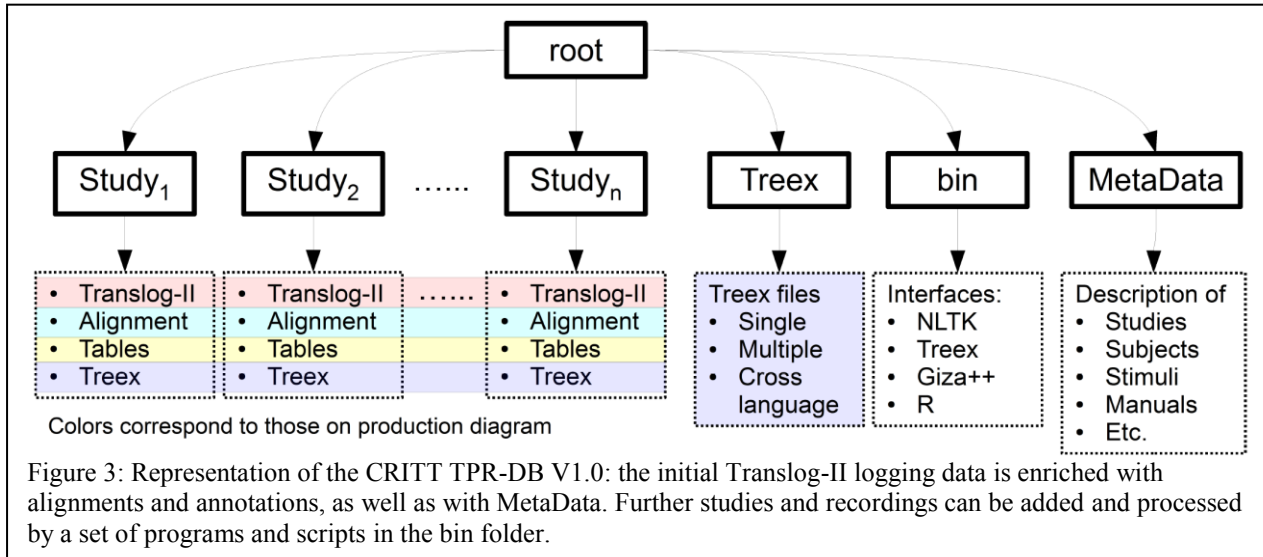 root
Study1
Study2
…...
Studyn
Treex
bin
MetaData
• Translog-II
• Alignment
• Tables
• Treex
• Translog-II
• Alignment
• Tables
• Treex
…...
• Translog-II
• Alignment
• Tables
• Treex
Treex files
• Single
• Multiple
• Cross
language
Interfaces:
• NLTK
• Treex
• Giza++
• R
Description of
• Studies
• Subjects
• Stimuli
• Manuals
• Etc.
Colors correspond to those on production diagram
Figure 3: Representation of the CRITT TPR-DB V1.0: the initial Translog-II logging data is enriched with
alignments and annotations, as well as with MetaData. Further studies and recordings can be added and processed
by a set of programs and scripts in the bin folder.